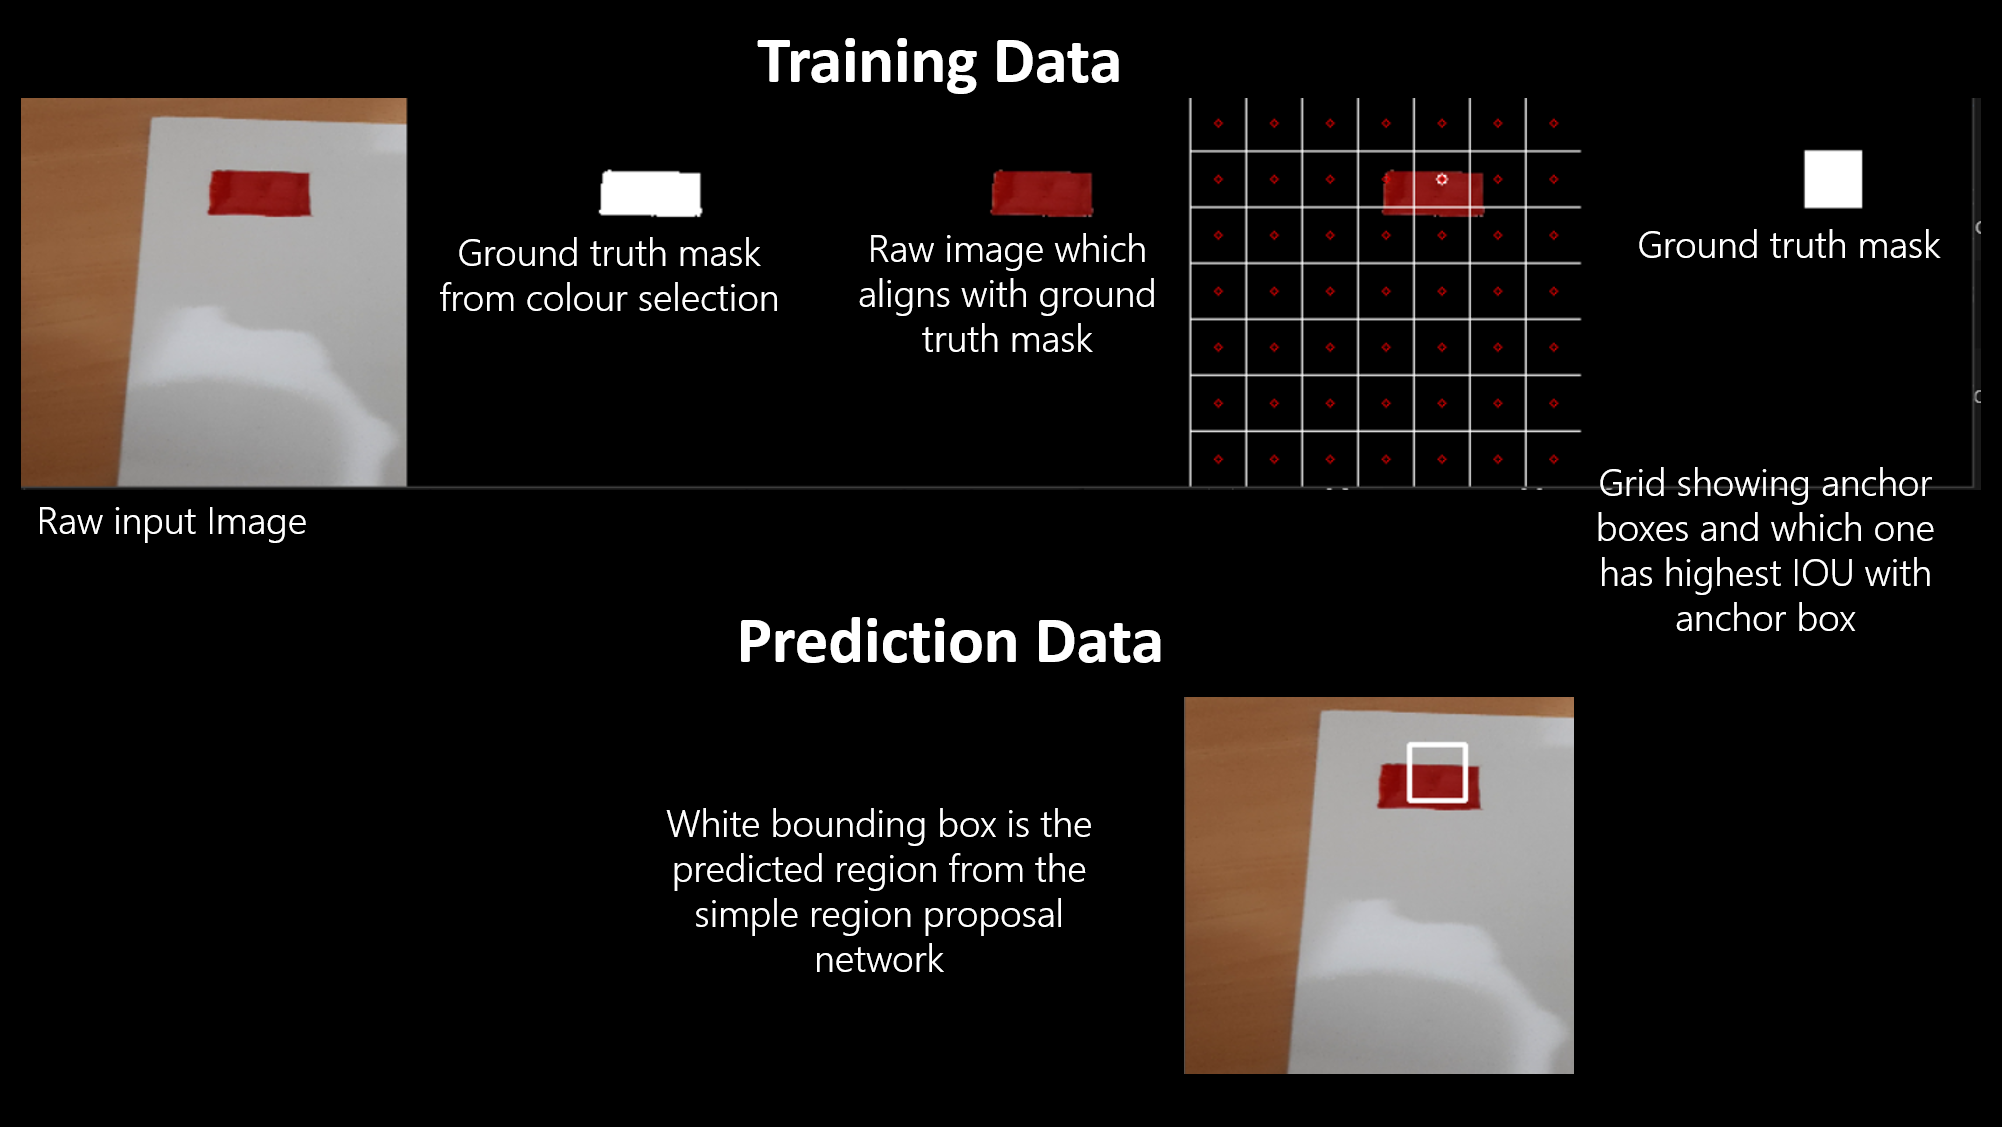 Training Data
Ground truth mask
from colour selection
Raw image which
aligns with ground
truth mask
Ground truth mask
Raw input Image
Grid showing anchor
boxes and which one
has highest IOU with
anchor box
Prediction Data
White bounding box is the
predicted region from the
simple region proposal
network